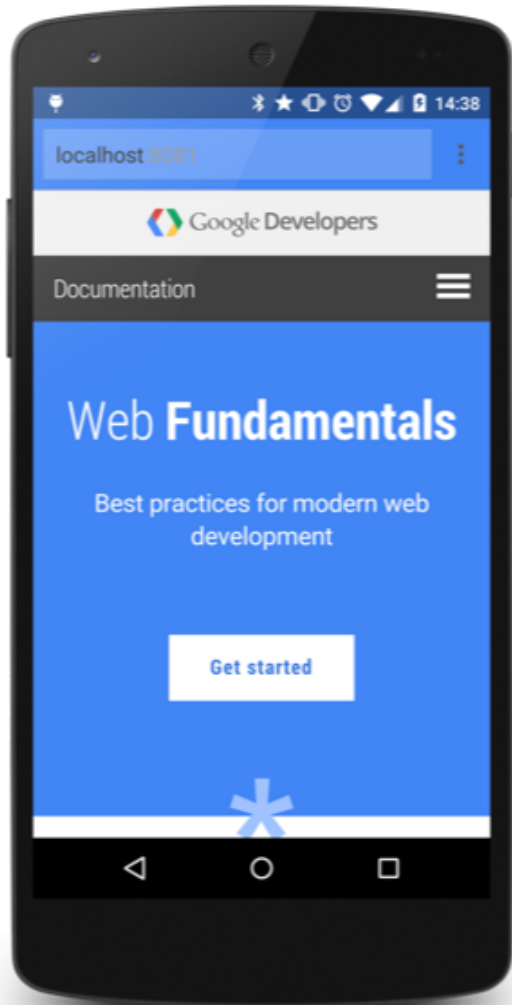 14:38
localhost:8081
Google Developers
Documentation
Web Fundamentals
Best practices for modern web
development
Get started
*